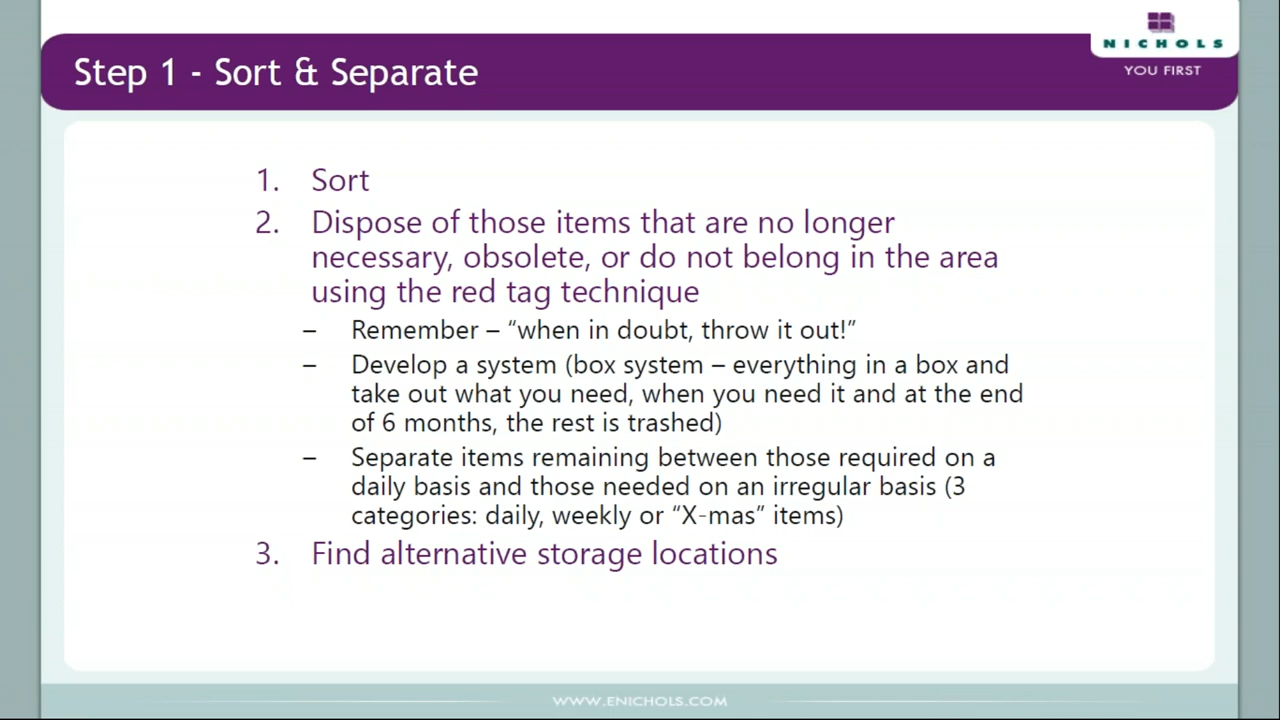 NICHOLS
Step 1 - Sort & Separate
YOU FIRST
1. Sort
2. Dispose of those items that are no longer
necessary, obsolete, or do not belong in the area
using the red tag technique
– Remember – “when in doubt, throw it out!”
– Develop a system (box system – everything in a box and
take out what you need, when you need it and at the end
of 6 months, the rest is trashed)
– Separate items remaining between those required on a
daily basis and those needed on an irregular basis (3
categories: daily, weekly or “X-mas” items)
3. Find alternative storage locations
WWW.ENICHOLS.COM